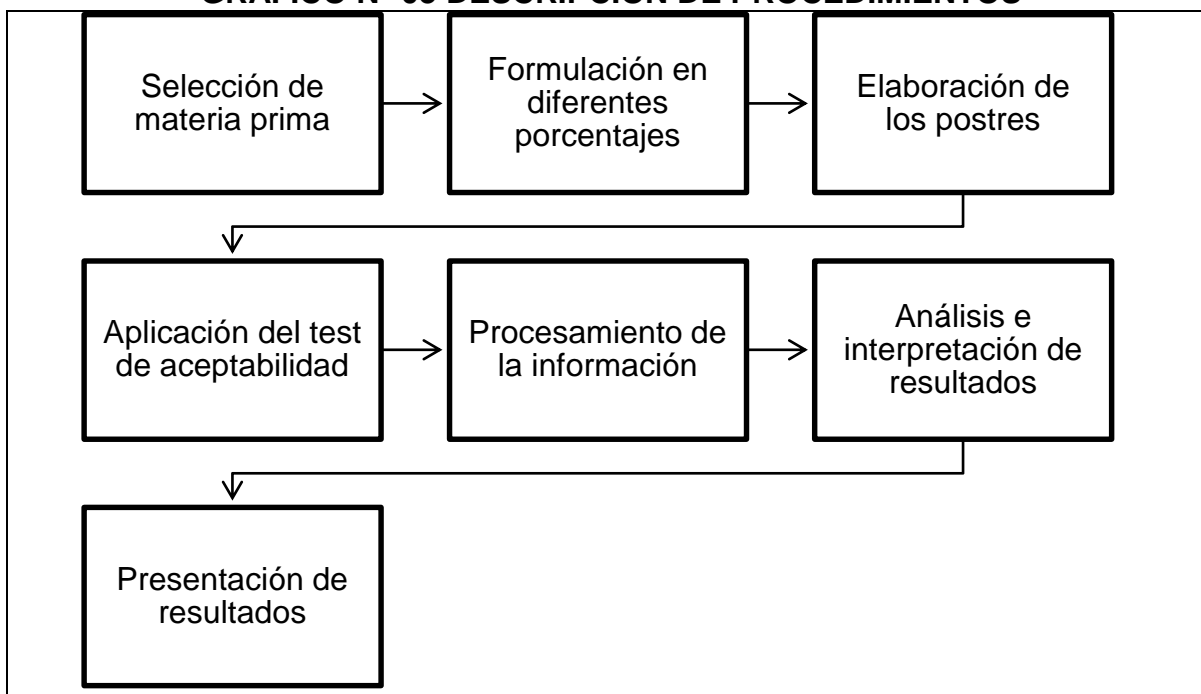 Selección de
materia prima
Formulación en
diferentes
porcentajes
Elaboración de
los postres
Aplicación del test
de aceptabilidad
Procesamiento de
la información
Análisis e
interpretación de
resultados
Presentación de
resultados